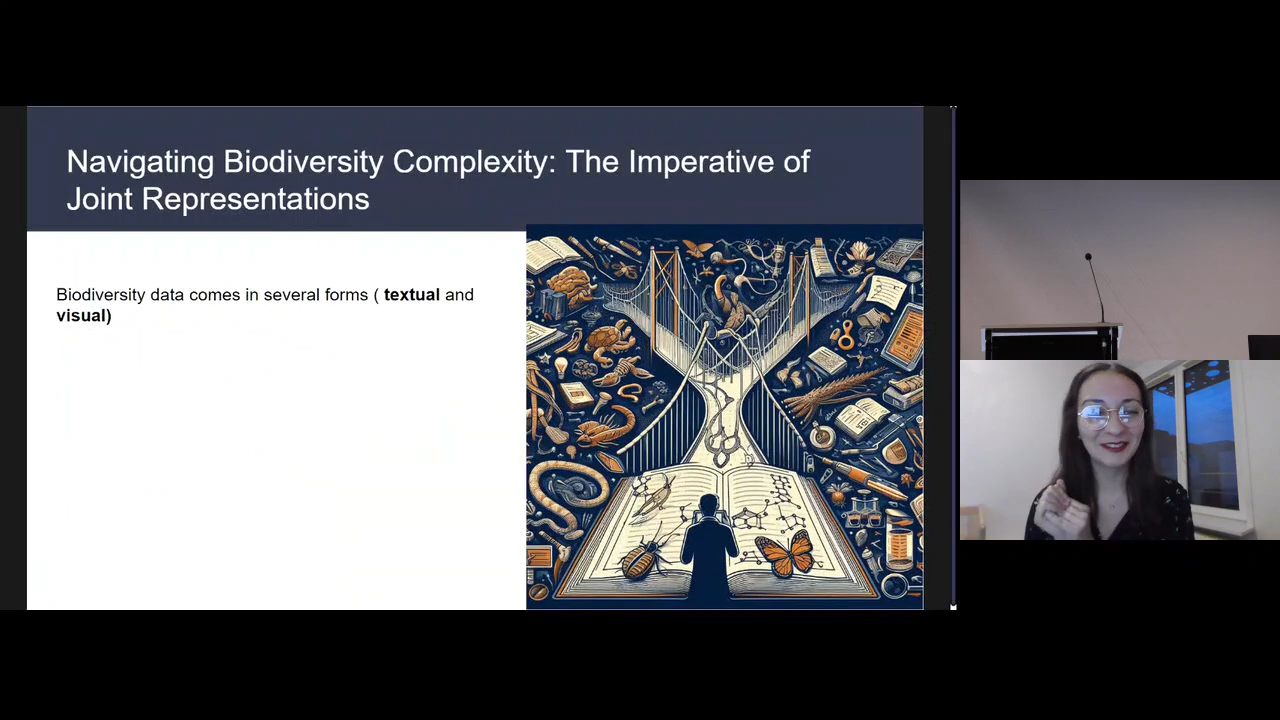 Navigating Biodiversity Complexity: The Imperative of
Joint Representations
Biodiversity data comes in several forms ( textual and
visual)